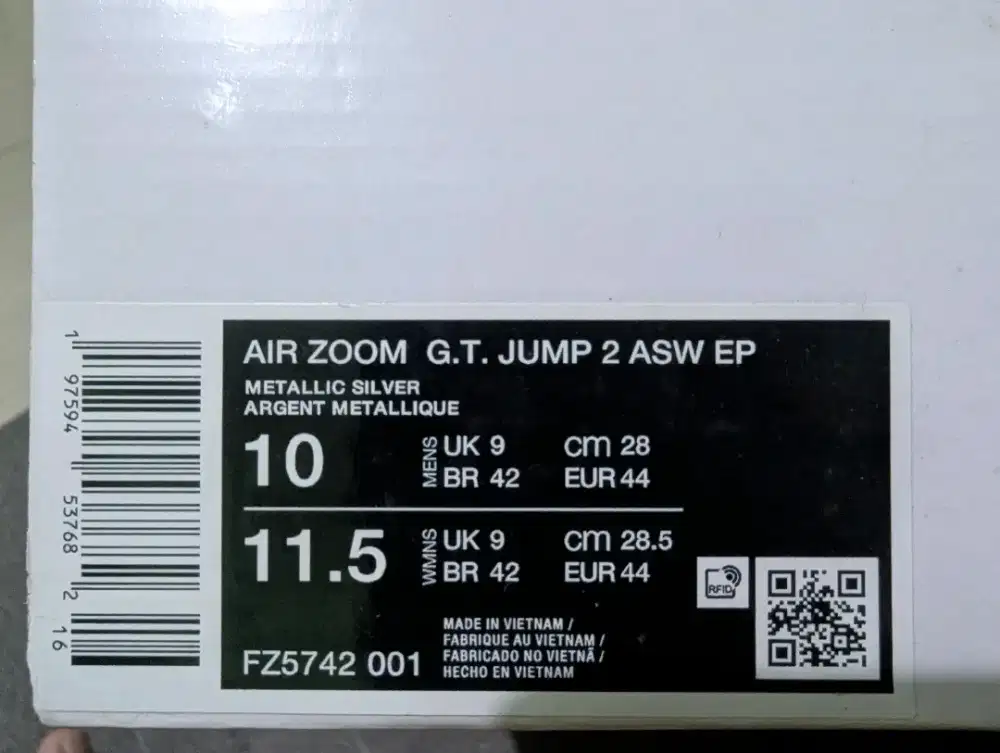 AIR ZOOM G.T. JUMP 2 ASW EP
METALLIC SILVER
ARGENT METALLIQUE
10 MENS UK 9 cm 28
BR 42 EUR 44
11.5 WMNS UK 9 cm 28.5
BR 42 EUR 44
RFID
MADE IN VIETNAM /
FABRIQUE AU VIETNAM /
FABRICADO NO VIETNÃ /
HECHO EN VIETNAM
FZ5742 001
1 97594 53768 2 16